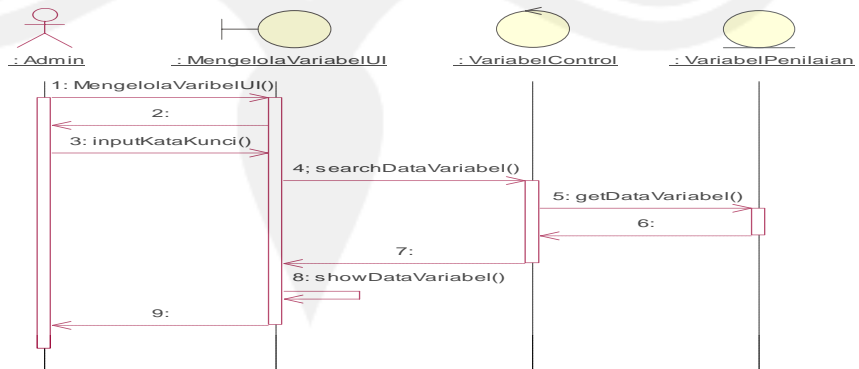 : Admin
: MengelolaVariabelUI
: VariabelControl
: VariabelPenilaian
1: MengelolaVaribelUI()
2:
3: inputKataKunci()
4; searchDataVariabel()
5: getDataVariabel()
6:
7:
8: showDataVariabel()
9: